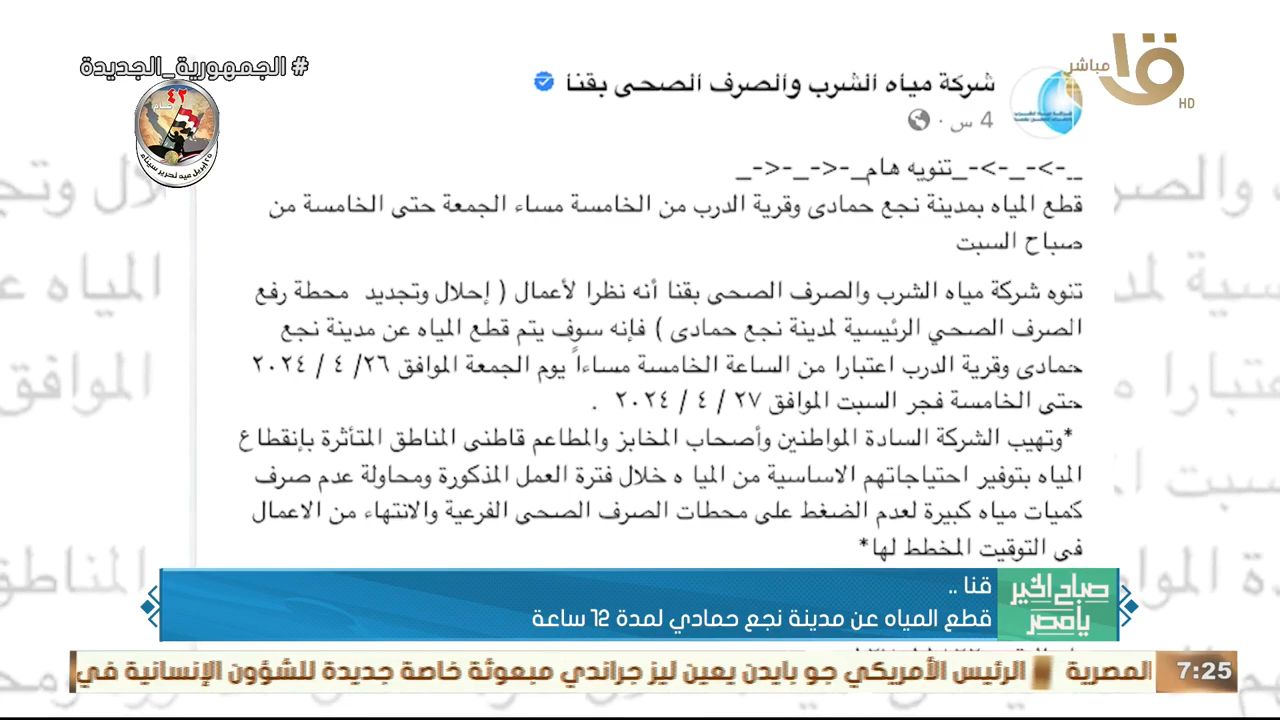 # الجمهورية_الجديدة
٤٢ عام
٢٥ ابريل عيد تحرير سيناء
مباشر
HD
شركة مياه الشرب والصرف الصحى بقنا
4 س ·
_->-_->-_تنويه هام_-<-_-<-_
قطع المياه بمدينة نجع حمادى وقرية الدرب من الخامسة مساء الجمعة حتى الخامسة من
صباح السبت
تنوه شركة مياه الشرب والصرف الصحى بقنا أنه نظرا لأعمال ( إحلال وتجديد محطة رفع
الصرف الصحي الرئيسية لمدينة نجع حمادى ) فإنه سوف يتم قطع المياه عن مدينة نجع
حمادى وقرية الدرب اعتبارا من الساعة الخامسة مساءاً يوم الجمعة الموافق ٢٦/ ٤ / ٢٠٢٤
حتى الخامسة فجر السبت الموافق ٢٧ / ٤ / ٢٠٢٤ .
*وتهيب الشركة السادة المواطنين وأصحاب المخابز والمطاعم قاطنى المناطق المتأثرة بإنقطاع
المياه بتوفير احتياجاتهم الاساسية من الميا ه خلال فترة العمل المذكورة ومحاولة عدم صرف
كميات مياه كبيرة لعدم الضغط على محطات الصرف الصحى الفرعية والانتهاء من الاعمال
فى التوقيت المخطط لها*
صباح الخير
يا مصر
قنا ..
قطع المياه عن مدينة نجع حمادي لمدة 12 ساعة
7:25
المصرية
الرئيس الأمريكي جو بايدن يعين ليز جراندي مبعوثة خاصة جديدة للشؤون الإنسانية في